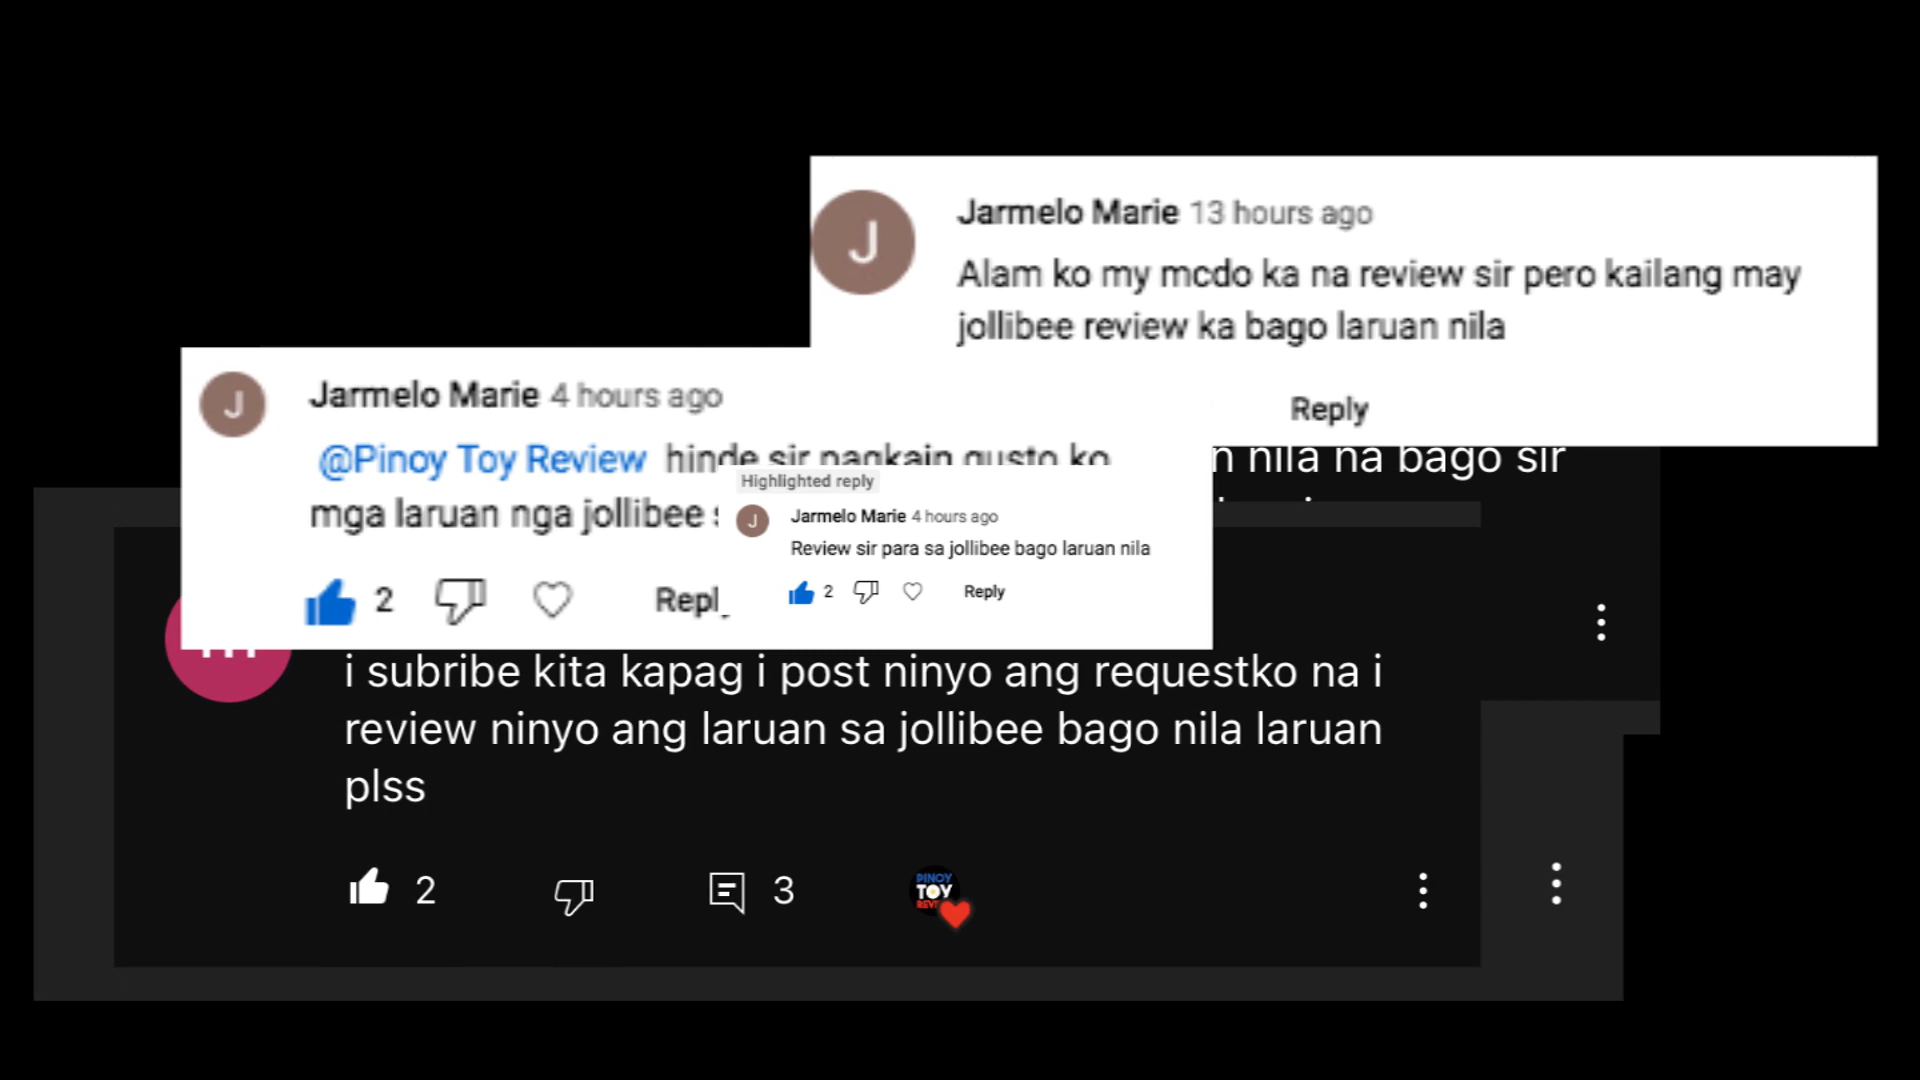 Jarmelo Marie 13 hours ago
Alam ko my mcdo ka na review sir pero kailang may
jollibee review ka bago laruan nila
Reply
Jarmelo Marie 4 hours ago
@Pinoy Toy Review hinde sir pagkain gusto ko
mga laruan nga jollibee
2
Highlighted reply
Jarmelo Marie 4 hours ago
Review sir para sa jollibee bago laruan nila
2 Reply
nila na bago sir
i subribe kita kapag i post ninyo ang requestko na i
review ninyo ang laruan sa jollibee bago nila laruan
plss
2 3
PINOY
TOY